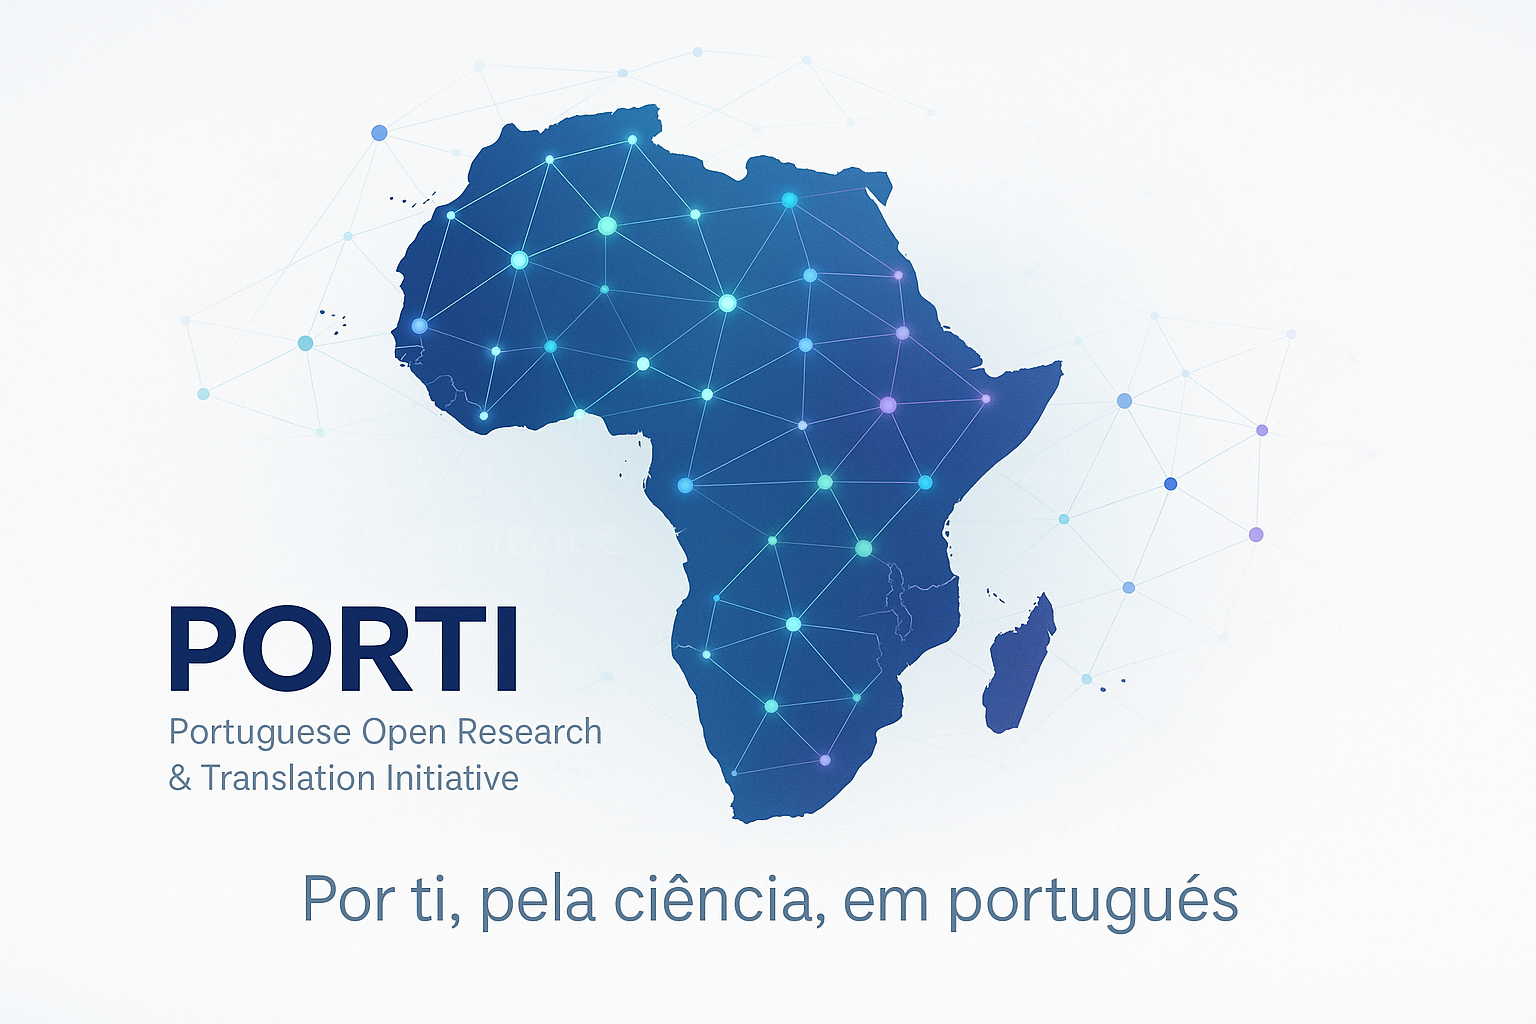 PORTI
Portuguese Open Research
& Translation Initiative
Por ti, pela ciência, em portugués